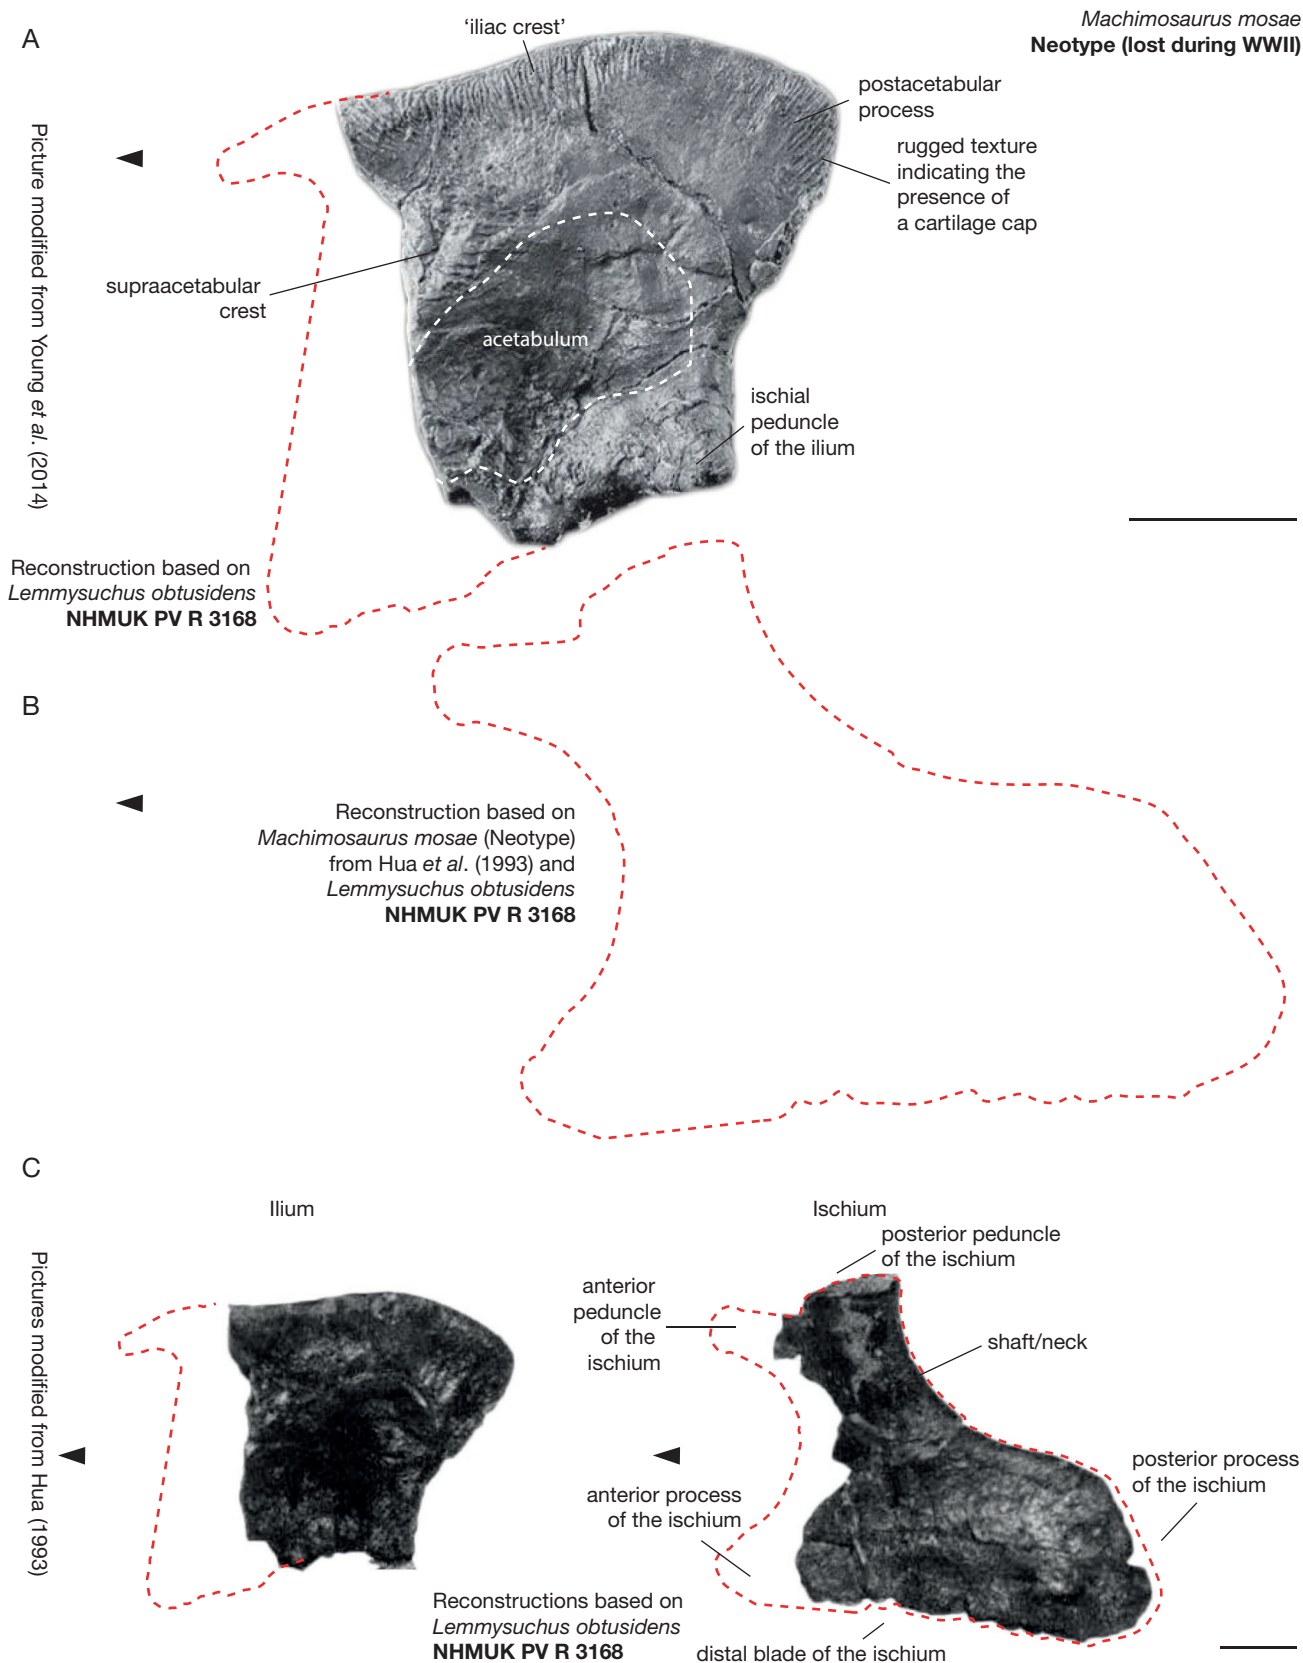 A
'iliac crest'
Machimosaurus mosae
Neotype (lost during WWII)
postacetabular
process
rugged texture
indicating the
presence of
a cartilage cap
Picture modified from Young et al. (2014)
supraacetabular
crest
acetabulum
ischial
peduncle
of the ilium
Reconstruction based on
Lemmysuchus obtusidens
NHMUK PV R 3168
B
Reconstruction based on
Machimosaurus mosae (Neotype)
from Hua et al. (1993) and
Lemmysuchus obtusidens
NHMUK PV R 3168
C
Ilium
Ischium
posterior peduncle
of the ischium
anterior
peduncle
of the
ischium
shaft/neck
Pictures modified from Hua (1993)
posterior process
of the ischium
anterior process
of the ischium
Reconstructions based on
Lemmysuchus obtusidens
NHMUK PV R 3168
distal blade of the ischium